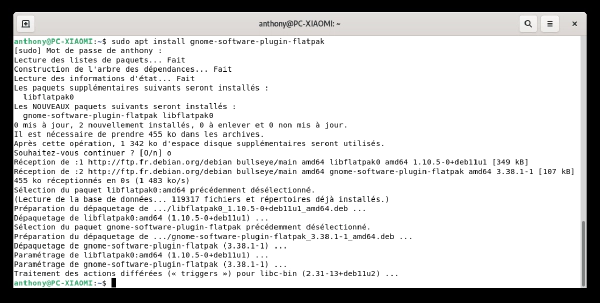 anthony@PC-XIAOMI: ~
anthony@PC-XIAOMI:~$ sudo apt install gnome-software-plugin-flatpak
[sudo] Mot de passe de anthony :
Lecture des listes de paquets... Fait
Construction de l'arbre des dépendances... Fait
Lecture des informations d'état... Fait
Les paquets supplémentaires suivants seront installés :
libflatpak0
Les NOUVEAUX paquets suivants seront installés :
gnome-software-plugin-flatpak libflatpak0
0 mis à jour, 2 nouvellement installés, 0 à enlever et 0 non mis à jour.
Il est nécessaire de prendre 455 ko dans les archives.
Après cette opération, 1 342 ko d'espace disque supplémentaires seront utilisés.
Souhaitez-vous continuer ? [O/n] o
Réception de :1 http://ftp.fr.debian.org/debian bullseye/main amd64 libflatpak0 amd64 1.10.5-0+deb11u1 [349 kB]
Réception de :2 http://ftp.fr.debian.org/debian bullseye/main amd64 gnome-software-plugin-flatpak amd64 3.38.1-1 [107 kB]
455 ko réceptionnés en 0s (1 483 ko/s)
Sélection du paquet libflatpak0:amd64 précédemment désélectionné.
(Lecture de la base de données... 119317 fichiers et répertoires déjà installés.)
Préparation du dépaquetage de .../libflatpak0_1.10.5-0+deb11u1_amd64.deb ...
Dépaquetage de libflatpak0:amd64 (1.10.5-0+deb11u1) ...
Sélection du paquet gnome-software-plugin-flatpak précédemment désélectionné.
Préparation du dépaquetage de .../gnome-software-plugin-flatpak_3.38.1-1_amd64.deb ...
Dépaquetage de gnome-software-plugin-flatpak (3.38.1-1) ...
Paramétrage de libflatpak0:amd64 (1.10.5-0+deb11u1) ...
Paramétrage de gnome-software-plugin-flatpak (3.38.1-1) ...
Traitement des actions différées (« triggers ») pour libc-bin (2.31-13+deb11u2) ...
anthony@PC-XIAOMI:~$